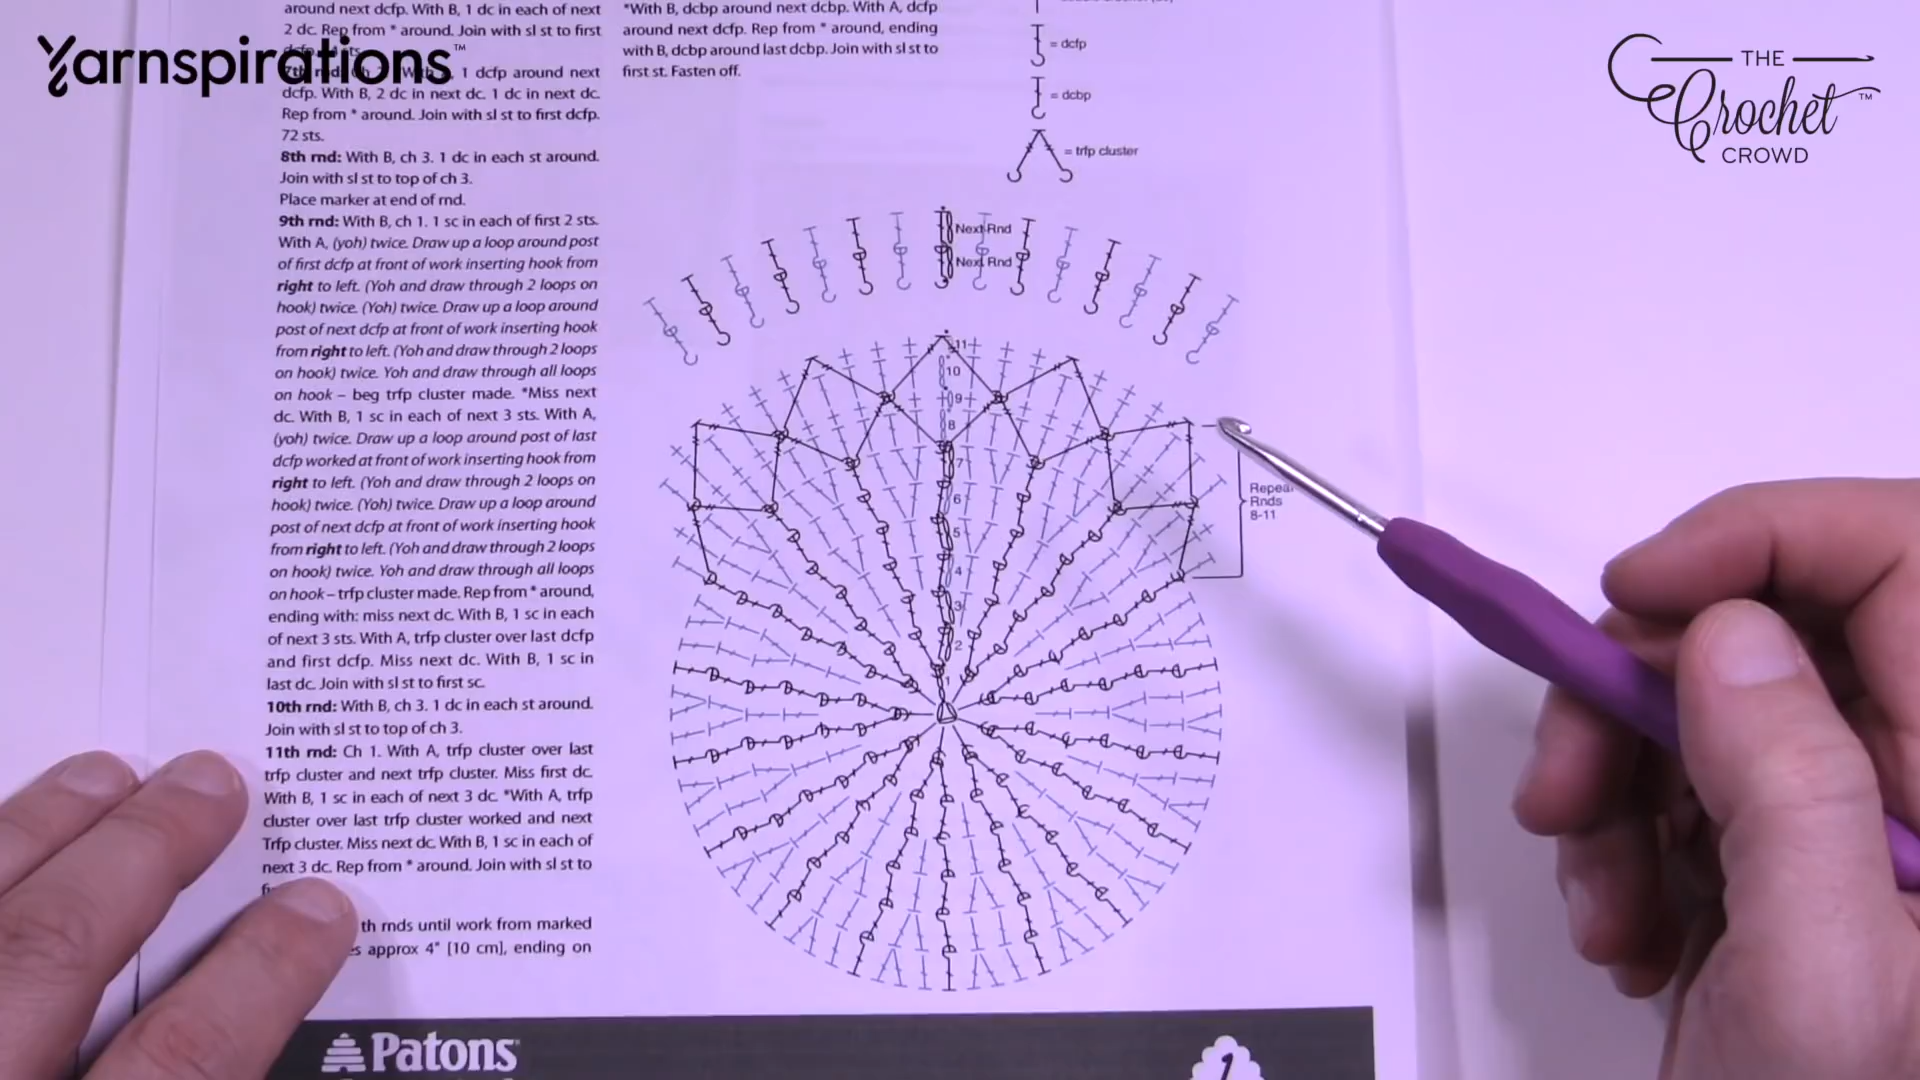 Yarnspirations™
THE
Crochet™
CROWD
around next dcfp. With B, 1 dc in each of next
2 dc. Rep from * around. Join with sl st to first
7th rnd: Ch 1 dcfp around next
dcfp. With B, 2 dc in next dc. 1 dc in next dc.
Rep from * around. Join with sl st to first dcfp.
72 sts.
8th rnd: With B, ch 3. 1 dc in each st around.
Join with sl st to top of ch 3.
Place marker at end of rnd.
9th rnd: With B, ch 1. 1 sc in each of first 2 sts.
With A, (yoh) twice. Draw up a loop around post
of first dcfp at front of work inserting hook from
right to left. (Yoh and draw through 2 loops on
hook) twice. (Yoh) twice. Draw up a loop around
post of next dcfp at front of work inserting hook
from right to left. (Yoh and draw through 2 loops
on hook) twice. Yoh and draw through all loops
on hook – beg trfp cluster made. *Miss next
dc. With B, 1 sc in each of next 3 sts. With A,
(yoh) twice. Draw up a loop around post of last
dcfp worked at front of work inserting hook from
right to left. (Yoh and draw through 2 loops on
hook) twice. (Yoh) twice. Draw up a loop around
post of next dcfp at front of work inserting hook
from right to left. (Yoh and draw through 2 loops
on hook) twice. Yoh and draw through all loops
on hook – trfp cluster made. Rep from * around,
ending with: miss next dc. With B, 1 sc in each
of next 3 sts. With A, trfp cluster over last dcfp
and first dcfp. Miss next dc. With B, 1 sc in
last dc. Join with sl st to first sc.
10th rnd: With B, ch 3. 1 dc in each st around.
Join with sl st to top of ch 3.
11th rnd: Ch 1. With A, trfp cluster over last
trfp cluster and next trfp cluster. Miss first dc.
With B, 1 sc in each of next 3 dc. *With A, trfp
cluster over last trfp cluster worked and next
Trfp cluster. Miss next dc. With B, 1 sc in each of
next 3 dc. Rep from * around. Join with sl st to
th rnds until work from marked
approx 4" [10 cm], ending on
*With B, dcbp around next dcbp. With A, dcfp
around next dcfp. Rep from * around, ending
with B, dcbp around last dcbp. Join with sl st to
first st. Fasten off.
= dcfp
= dcbp
= trfp cluster
Next Rnd
Next Rnd
11
10
9
8
7
6
5
4
3
2
1
Repea
Rnds
8-11
Patons
1